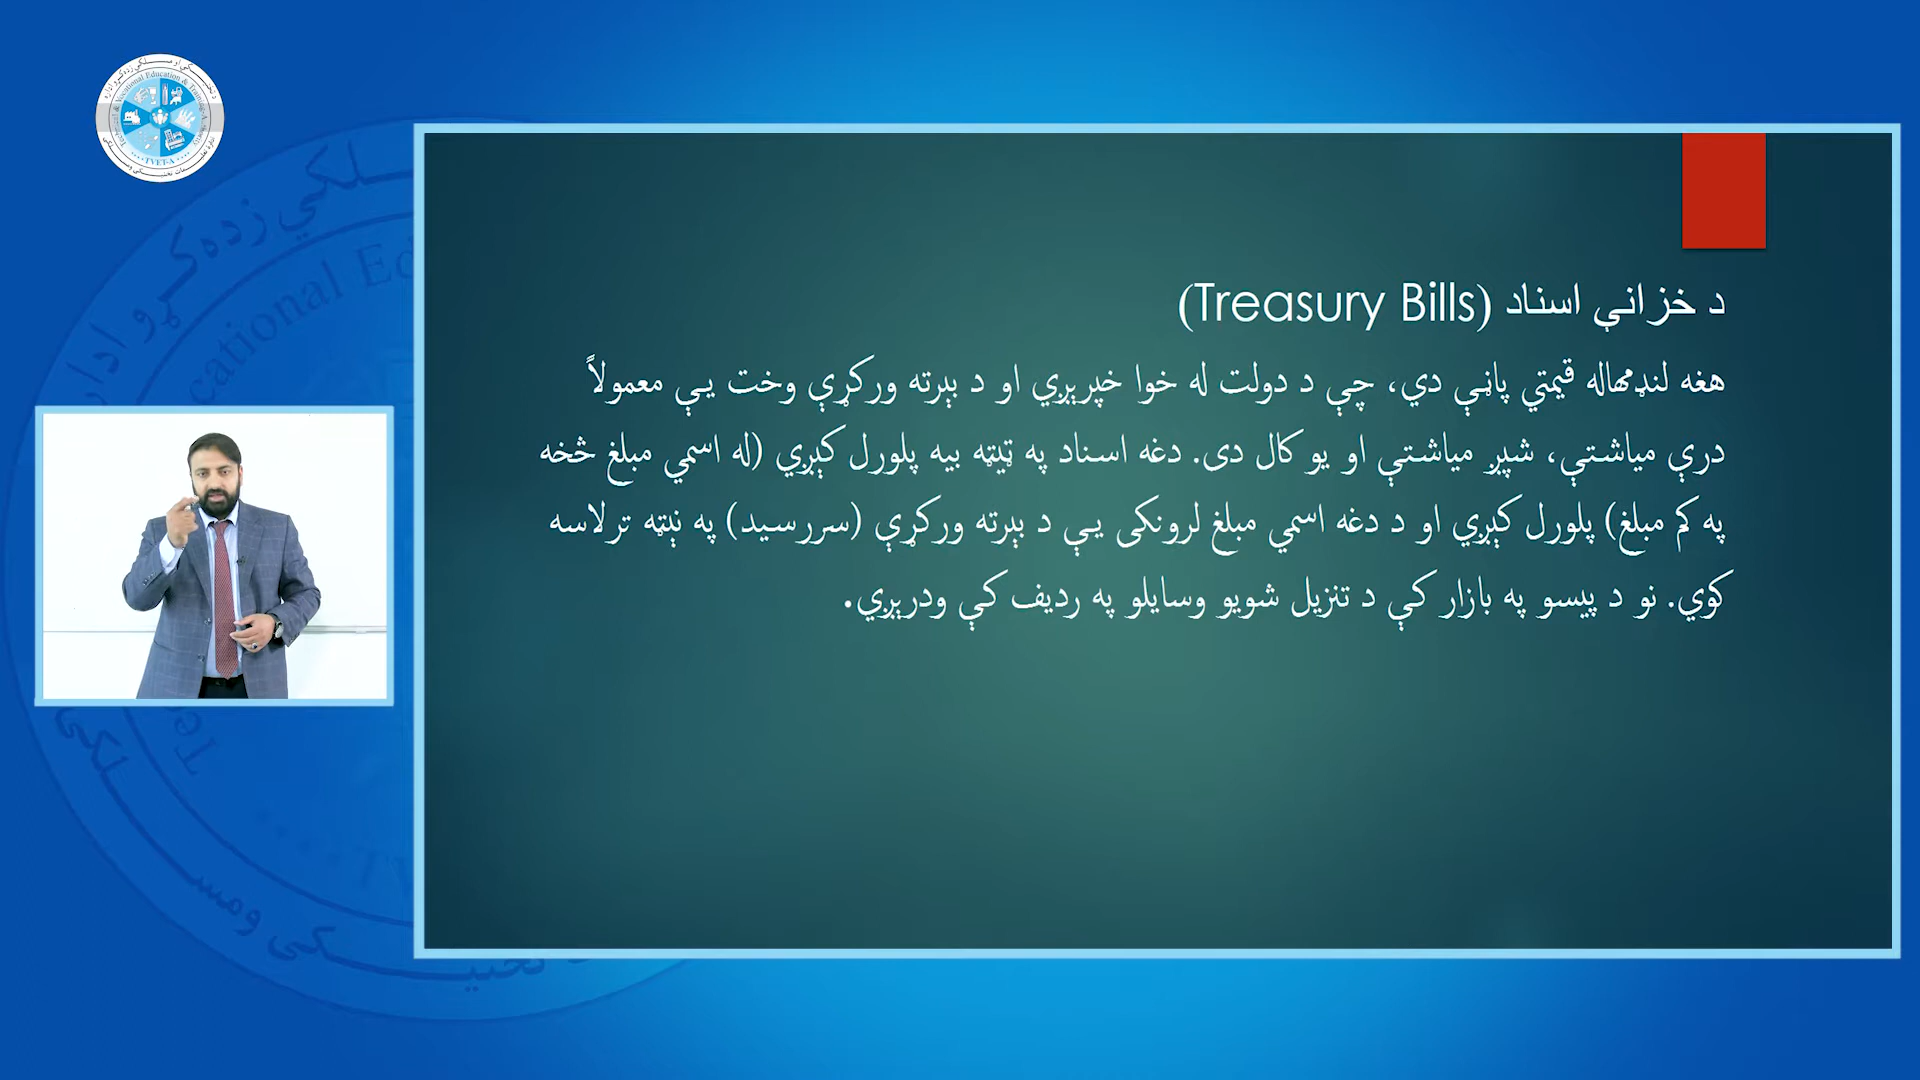 د خزانې اسناد (Treasury Bills)
هغه لنډمهاله قیمتي پاڼې دي، چې د دولت له خوا خپرېږي او د بېرته ورکړې وخت یې معمولاً
درې میاشتې، شپږ میاشتې او یو کال دی. دغه اسناد په ټیټه بیه پلورل کېږي (له اسمي مبلغ څخه
په کم مبلغ) پلورل کېږي او د دغه اسمي مبلغ لرونکی یې د بېرته ورکړې (سررسید) په نېټه ترلاسه
کوي. نو د پیسو په بازار کې د تنزیل شویو وسایلو په ردیف کې ودرېږي.
TVET-A